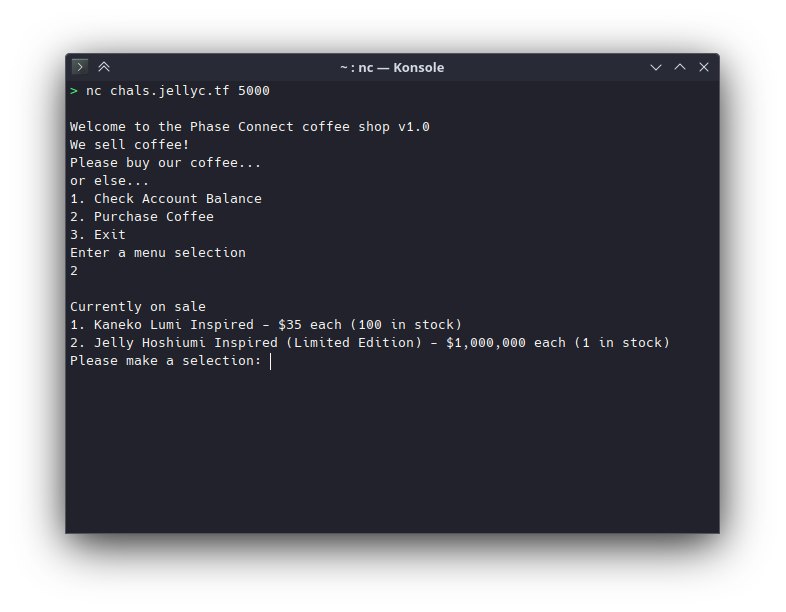 ~ : nc — Konsole
> nc chals.jellyc.tf 5000
Welcome to the Phase Connect coffee shop v1.0
We sell coffee!
Please buy our coffee...
or else...
1. Check Account Balance
2. Purchase Coffee
3. Exit
Enter a menu selection
2
Currently on sale
1. Kaneko Lumi Inspired – $35 each (100 in stock)
2. Jelly Hoshiumi Inspired (Limited Edition) – $1,000,000 each (1 in stock)
Please make a selection: